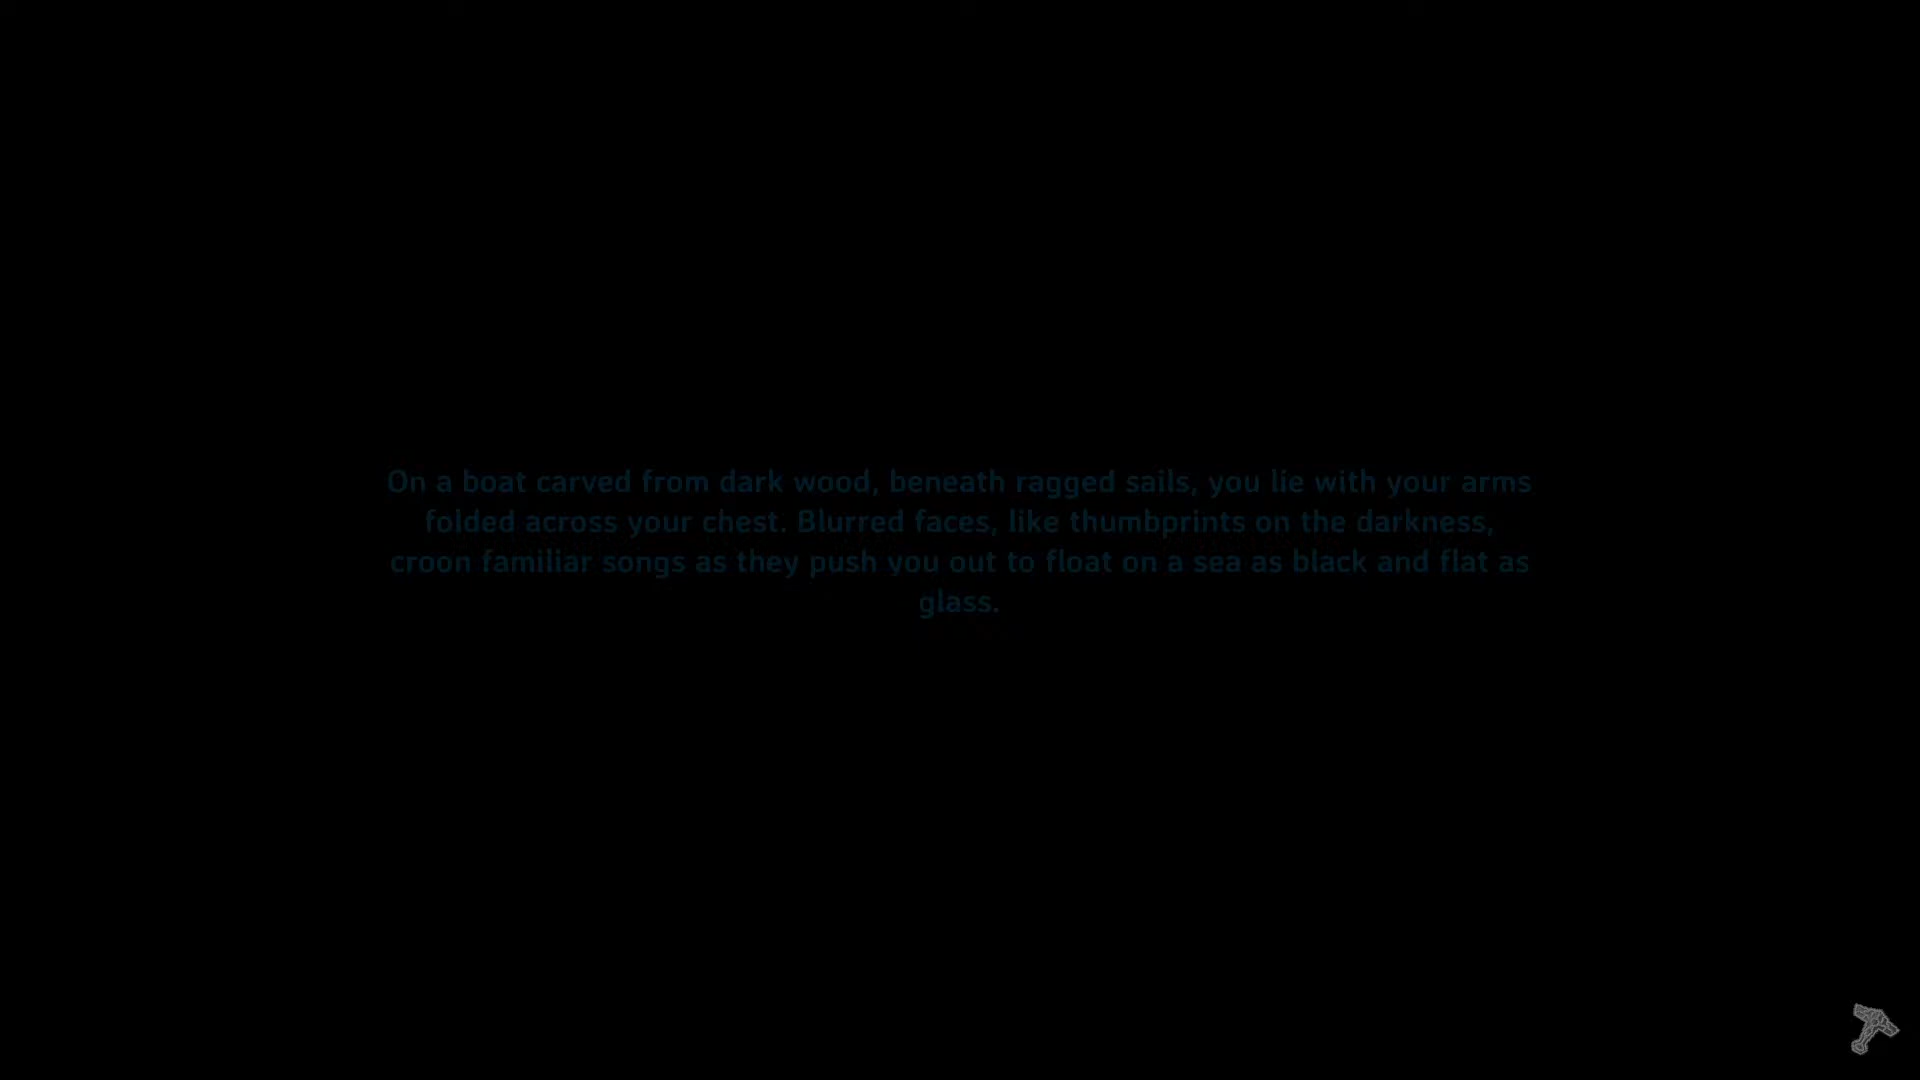 On a boat carved from dark wood, beneath ragged sails, you lie with your arms
folded across your chest. Blurred faces, like thumbprints on the darkness,
croon familiar songs as they push you out to float on a sea as black and flat as
glass.